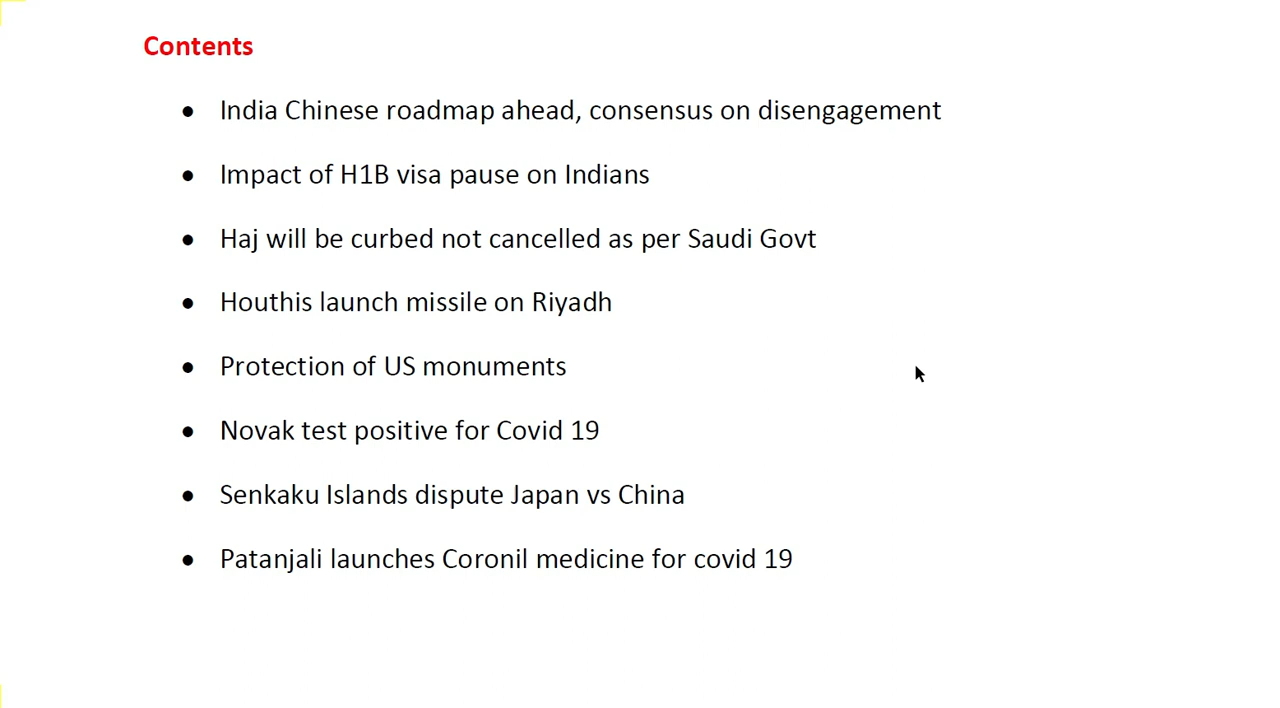 Contents
● India Chinese roadmap ahead, consensus on disengagement
● Impact of H1B visa pause on Indians
● Haj will be curbed not cancelled as per Saudi Govt
● Houthis launch missile on Riyadh
● Protection of US monuments
● Novak test positive for Covid 19
● Senkaku Islands dispute Japan vs China
● Patanjali launches Coronil medicine for covid 19